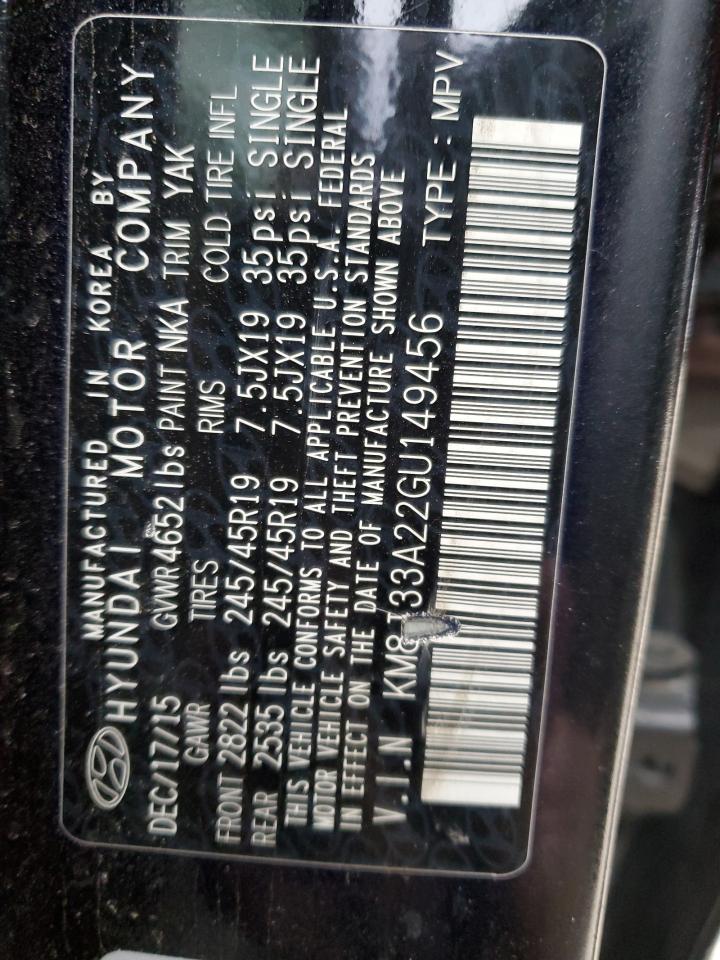 MANUFACTURED IN KOREA BY
HYUNDAI MOTOR COMPANY
DEC/17/15 GVWR 4652 lbs PAINT NKA TRIM YAK
GAWR TIRES RIMS COLD TIRE INFL
FRONT 2822 lbs 245/45R19 7.5JX19 35psi SINGLE
REAR 2535 lbs 245/45R19 7.5JX19 35psi SINGLE
THIS VEHICLE CONFORMS TO ALL APPLICABLE U.S.A. FEDERAL
MOTOR VEHICLE SAFETY AND THEFT PREVENTION STANDARDS
IN EFFECT ON THE DATE OF MANUFACTURE SHOWN ABOVE
V.I.N TYPE : MPV